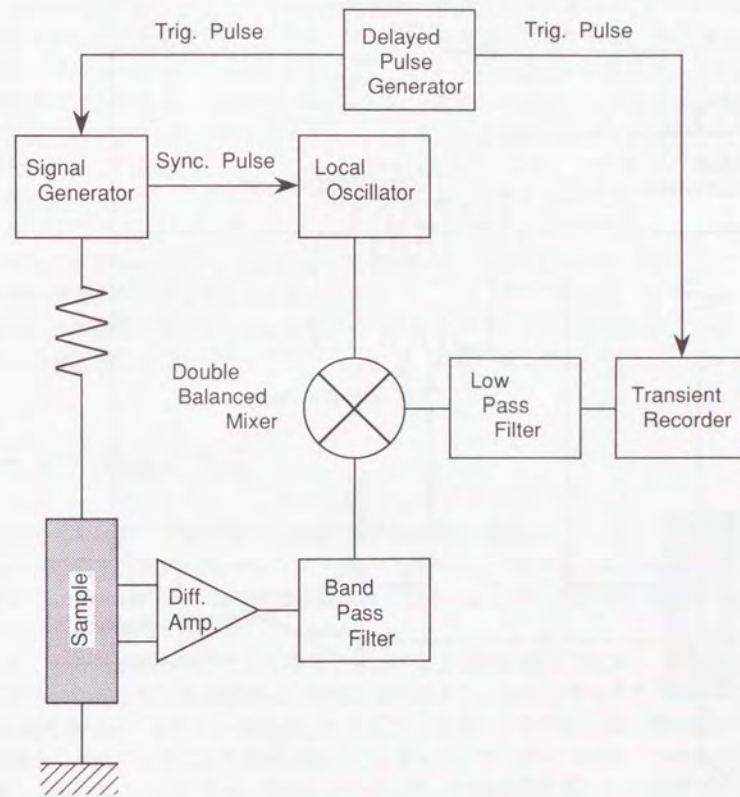 Trig. Pulse
Delayed
Pulse
Generator
Trig. Pulse
Signal
Generator
Sync. Pulse
Local
Oscillator
Double
Balanced
Mixer
Low
Pass
Filter
Transient
Recorder
Sample
Diff.
Amp.
Band
Pass
Filter